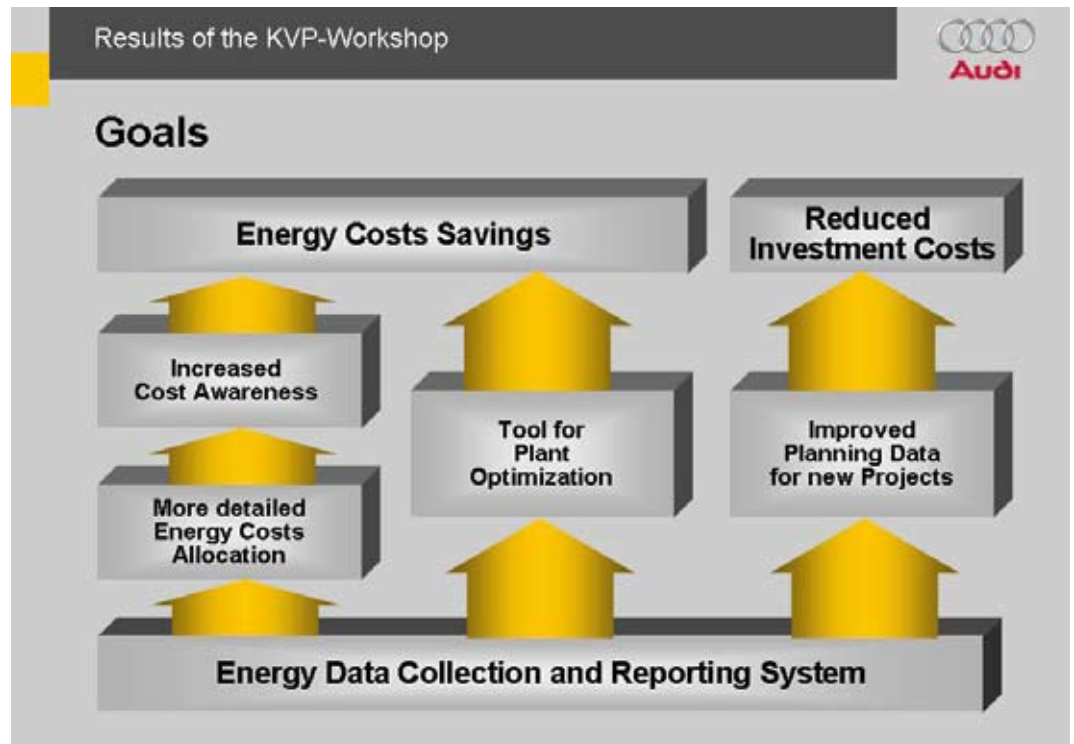 Results of the KVP-Workshop
Audi
Goals
Energy Costs Savings
Reduced
Investment Costs
Increased
Cost Awareness
Tool for
Plant
Optimization
Improved
Planning Data
for new Projects
More detailed
Energy Costs
Allocation
Energy Data Collection and Reporting System